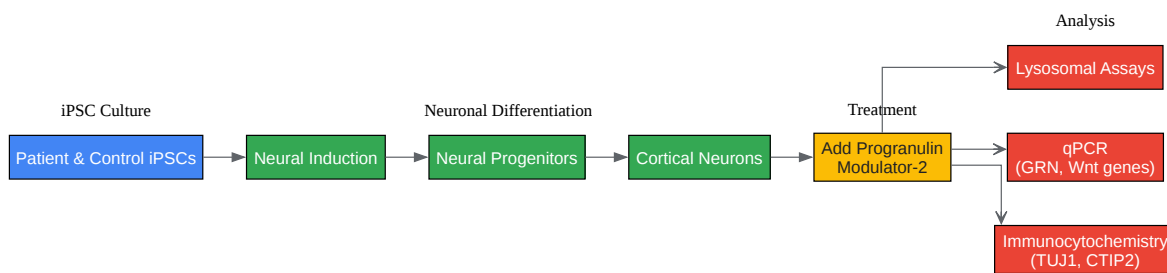 Analysis
Lysosomal Assays
iPSC Culture
Neuronal Differentiation
Treatment
Patient & Control iPSCs
Neural Induction
Neural Progenitors
Cortical Neurons
Add Progranulin
Modulator-2
qPCR
(GRN, Wnt genes)
Immunocytochemistry
(TUJ1, CTIP2)